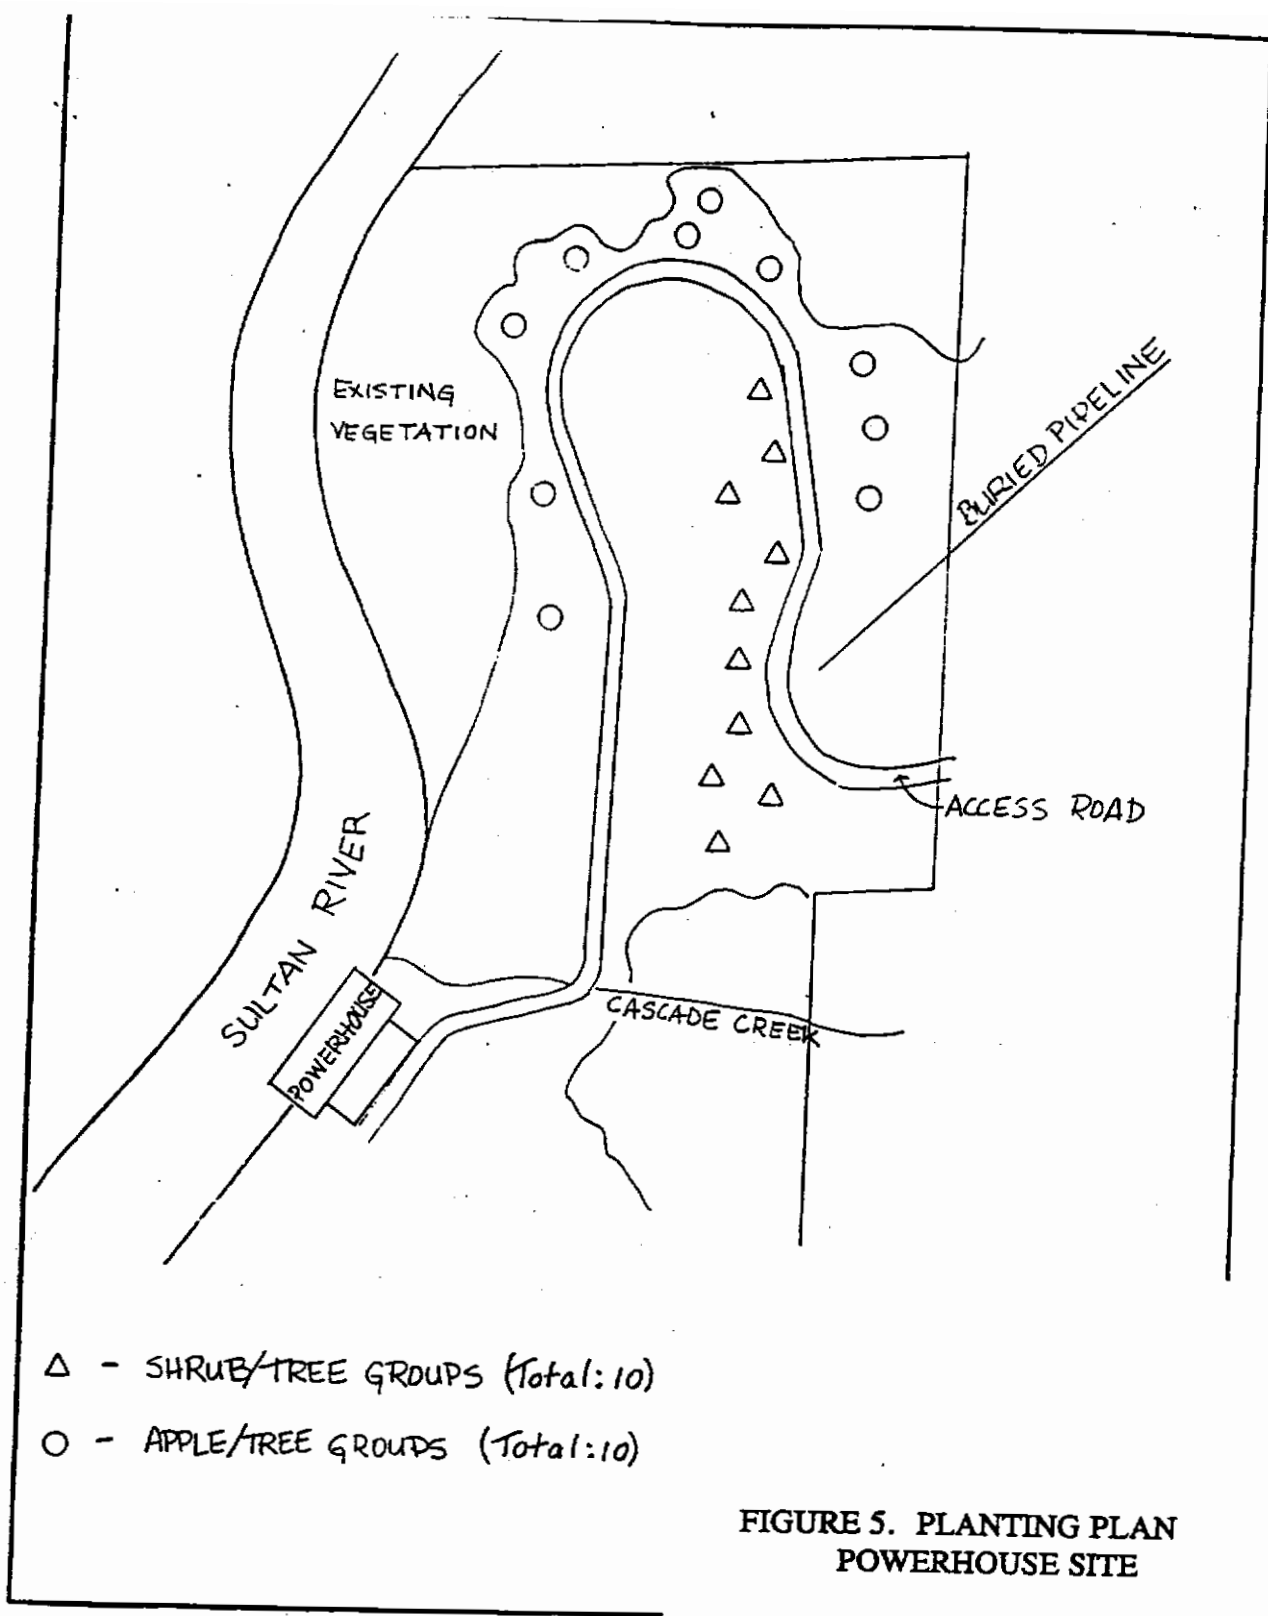 EXISTING
VEGETATION
BURIED PIPELINE
ACCESS ROAD
SULTAN RIVER
POWERHOUSE
CASCADE CREEK
△ - SHRUB/TREE GROUPS (Total:10)
○ - APPLE/TREE GROUPS (Total:10)
FIGURE 5. PLANTING PLAN
POWERHOUSE SITE